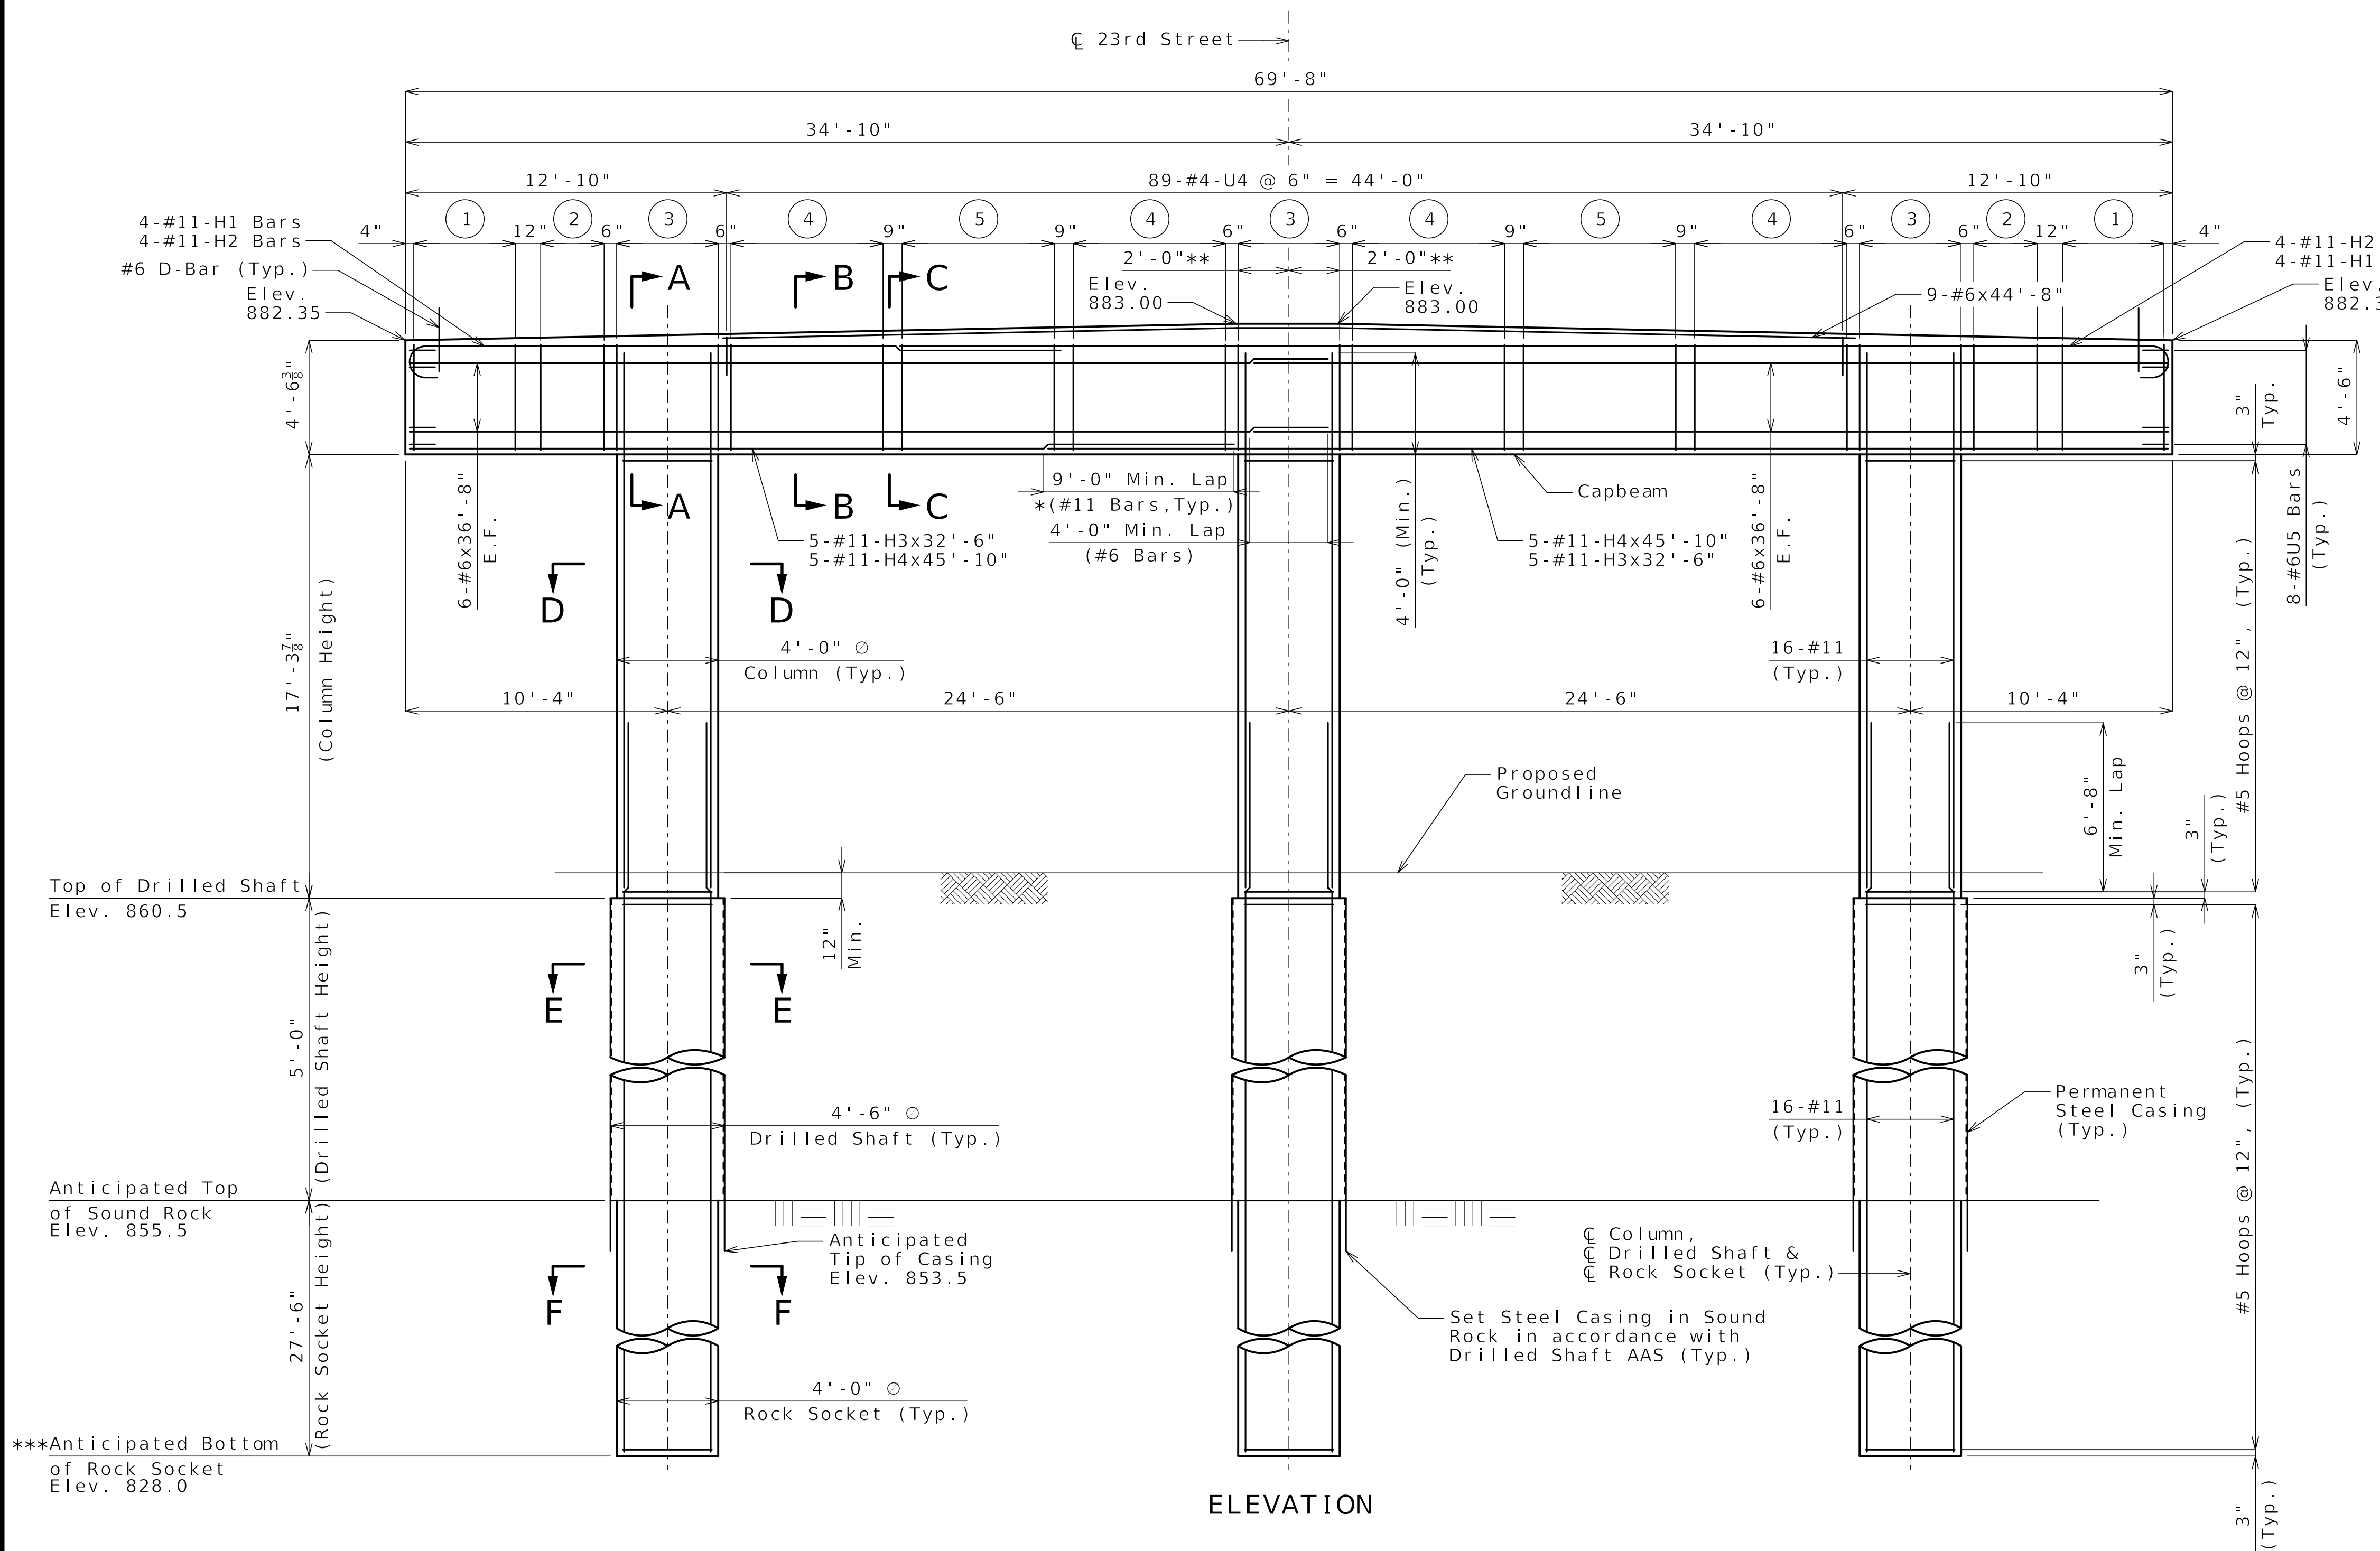 ℄ 23rd Street
69'-8"
34'-10"
34'-10"
12'-10"
89-#4-U4 @ 6" = 44'-0"
12'-10"
4-#11-H1 Bars
4-#11-H2 Bars
#6 D-Bar (Typ.)
Elev.
882.35
4"
1
12"
2
6"
3
6"
4
9"
5
9"
4
6"
3
6"
4
9"
5
9"
4
6"
3
6"
2
12"
1
4"
4-#11-H2
4-#11-H1
Elev.
A
B
C
2'-0"**
2'-0"**
Elev.
883.00
Elev.
883.00
9-#6x44'-8"
4'-6 3/8"
3"
Typ.
4'-6"
A
B
C
9'-0" Min. Lap
*(#11 Bars,Typ.)
4'-0" Min. Lap
(#6 Bars)
Capbeam
6-#6x36'-8"
E.F.
5-#11-H3x32'-6"
5-#11-H4x45'-10"
4'-0" (Min.)
(Typ.)
5-#11-H4x45'-10"
5-#11-H3x32'-6"
6-#6x36'-8"
E.F.
8-#6U5 Bars
(Typ.)
D
D
17'-3 7/8"
(Column Height)
4'-0" ∅
Column (Typ.)
16-#11
(Typ.)
#5 Hoops @ 12", (Typ.)
10'-4"
24'-6"
24'-6"
10'-4"
Proposed
Groundline
6'-8"
Min. Lap
3"
(Typ.)
Top of Drilled Shaft
Elev. 860.5
12"
Min.
3"
(Typ.)
E
E
5'-0"
(Drilled Shaft Height)
4'-6" ∅
Drilled Shaft (Typ.)
16-#11
(Typ.)
Permanent
Steel Casing
(Typ.)
#5 Hoops @ 12", (Typ.)
Anticipated Top
of Sound Rock
Elev. 855.5
Anticipated
Tip of Casing
Elev. 853.5
℄ Column,
℄ Drilled Shaft &
℄ Rock Socket (Typ.)
F
F
27'-6"
(Rock Socket Height)
Set Steel Casing in Sound
Rock in accordance with
Drilled Shaft AAS (Typ.)
4'-0" ∅
Rock Socket (Typ.)
***Anticipated Bottom
of Rock Socket
Elev. 828.0
3"
(Typ.)
ELEVATION